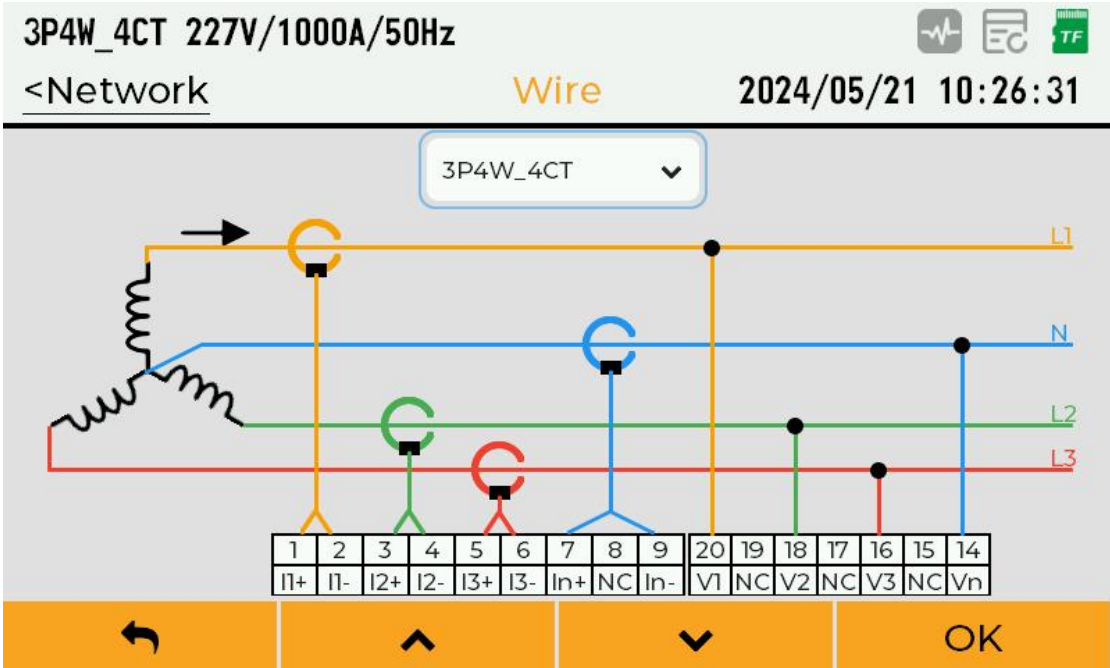 3P4W_4CT 227V/1000A/50Hz
TF
<Network Wire 2024/05/21 10:26:31
3P4W_4CT
L1
N
L2
L3
1 2 3 4 5 6 7 8 9 20 19 18 17 16 15 14
I1+ I1- I2+ I2- I3+ I3- In+ NC In- V1 NC V2 NC V3 NC Vn
OK